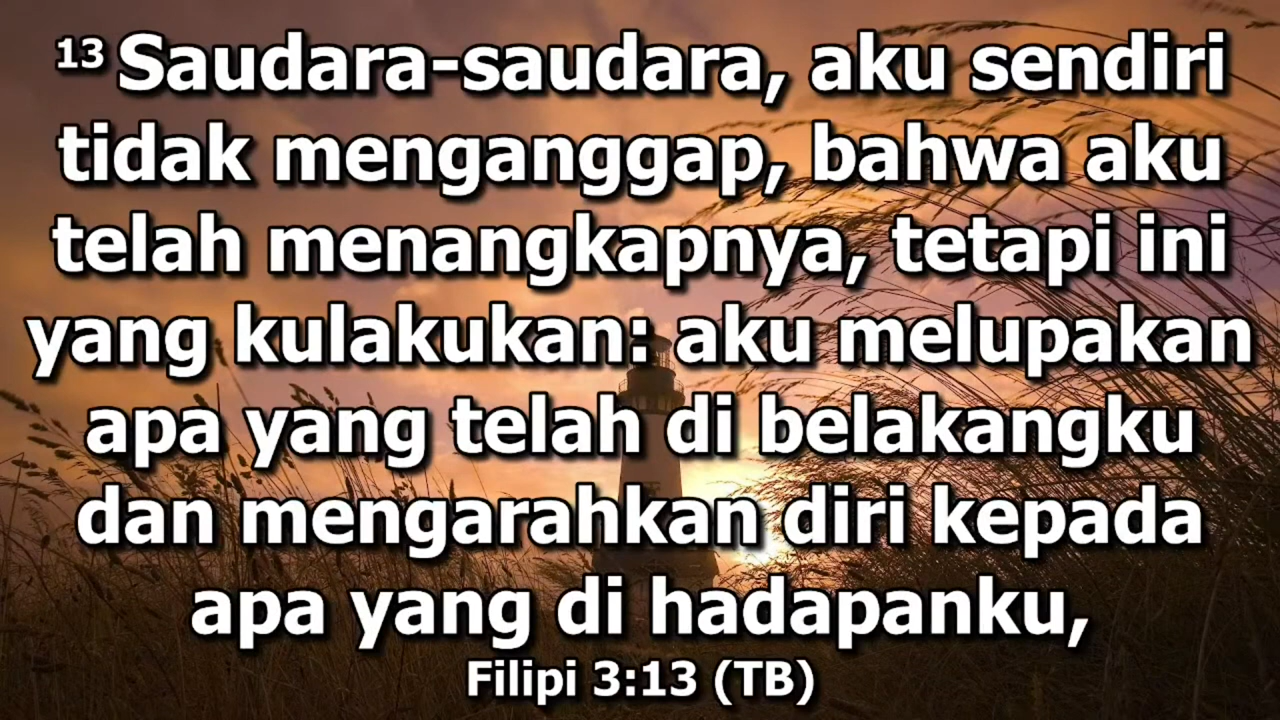 13 Saudara-saudara, aku sendiri
tidak menganggap, bahwa aku
telah menangkapnya, tetapi ini
yang kulakukan: aku melupakan
apa yang telah di belakangku
dan mengarahkan diri kepada
apa yang di hadapanku,
Filipi 3:13 (TB)